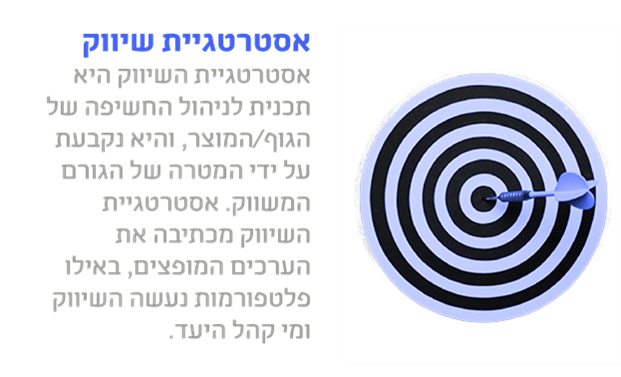 אסטרטגיית שיווק
אסטרטגיית השיווק היא
תכנית לניהול החשיפה של
הגוף/המוצר, והיא נקבעת
על ידי המטרה של הגורם
המשווק. אסטרטגיית
השיווק מכתיבה את
הערכים המופצים, באילו
פלטפורמות נעשה השיווק
ומי קהל היעד.